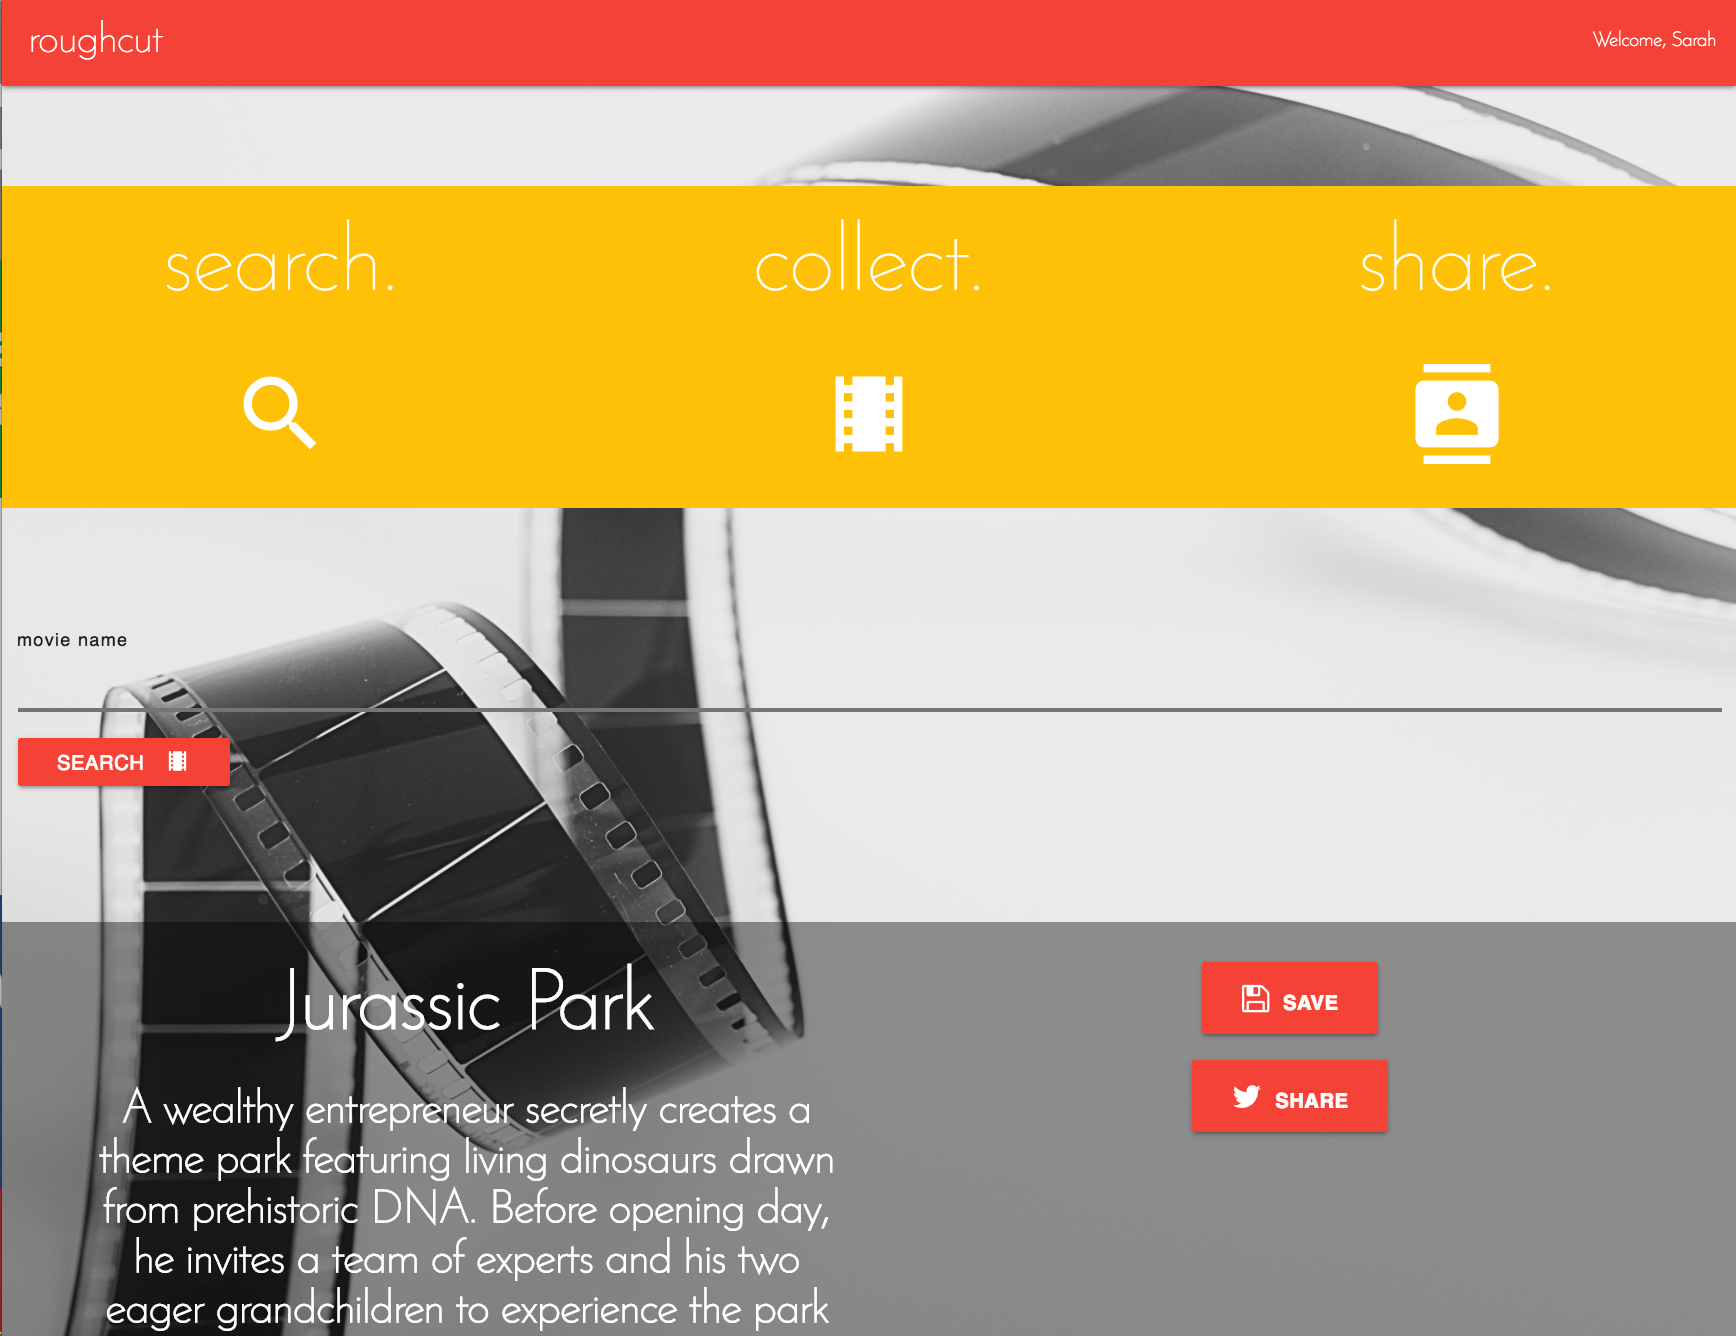 roughcut
Welcome, Sarah
search.
collect.
share.
movie name
SEARCH
Jurassic Park
SAVE
SHARE
A wealthy entrepreneur secretly creates a
theme park featuring living dinosaurs drawn
from prehistoric DNA. Before opening day,
he invites a team of experts and his two
eager grandchildren to experience the park